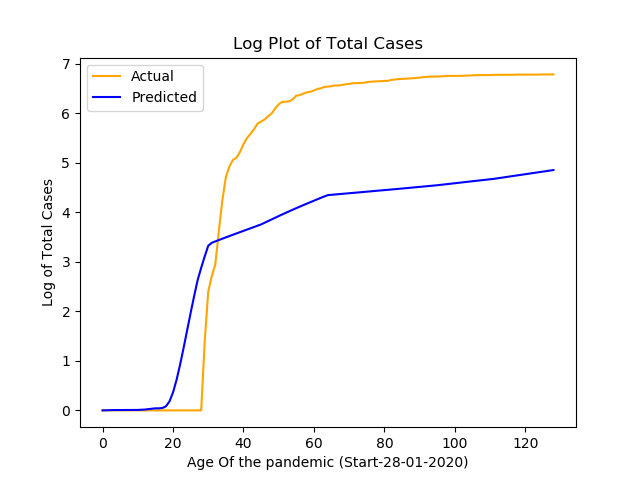 Log Plot of Total Cases
Actual
Predicted
7
6
5
4
3
2
1
0
Log of Total Cases
0 20 40 60 80 100 120
Age Of the pandemic (Start-28-01-2020)